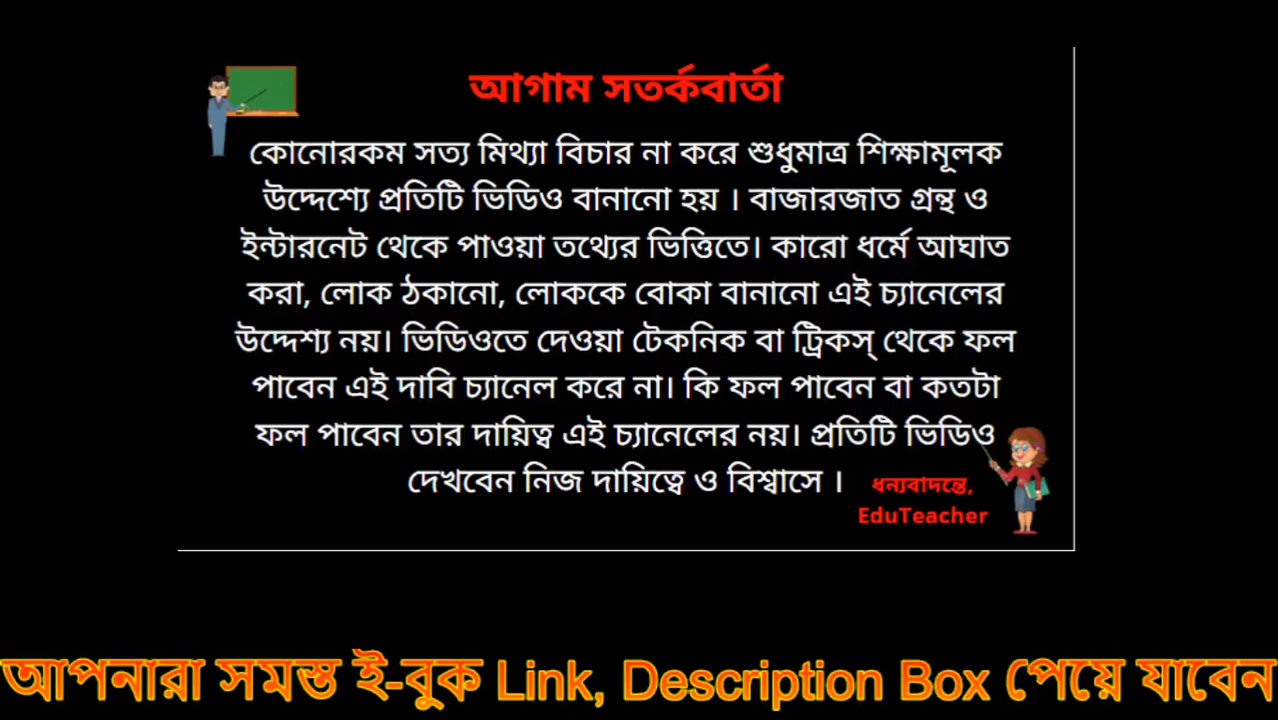 আগাম সতর্কবার্তা
কোনোরকম সত্য মিথ্যা বিচার না করে শুধুমাত্র শিক্ষামূলক
উদ্দেশ্যে প্রতিটি ভিডিও বানানো হয় । বাজারজাত গ্রন্থ ও
ইন্টারনেট থেকে পাওয়া তথ্যের ভিত্তিতে। কারো ধর্মে আঘাত
করা, লোক ঠকানো, লোককে বোকা বানানো এই চ্যানেলের
উদ্দেশ্য নয়। ভিডিওতে দেওয়া টেকনিক বা ট্রিকস্ থেকে ফল
পাবেন এই দাবি চ্যানেল করে না। কি ফল পাবেন বা কতটা
ফল পাবেন তার দায়িত্ব এই চ্যানেলের নয়। প্রতিটি ভিডিও
দেখবেন নিজ দায়িত্বে ও বিশ্বাসে ।
ধন্যবাদন্তে,
EduTeacher
আপনারা সমস্ত ই-বুক Link, Description Box পেয়ে যাবেন